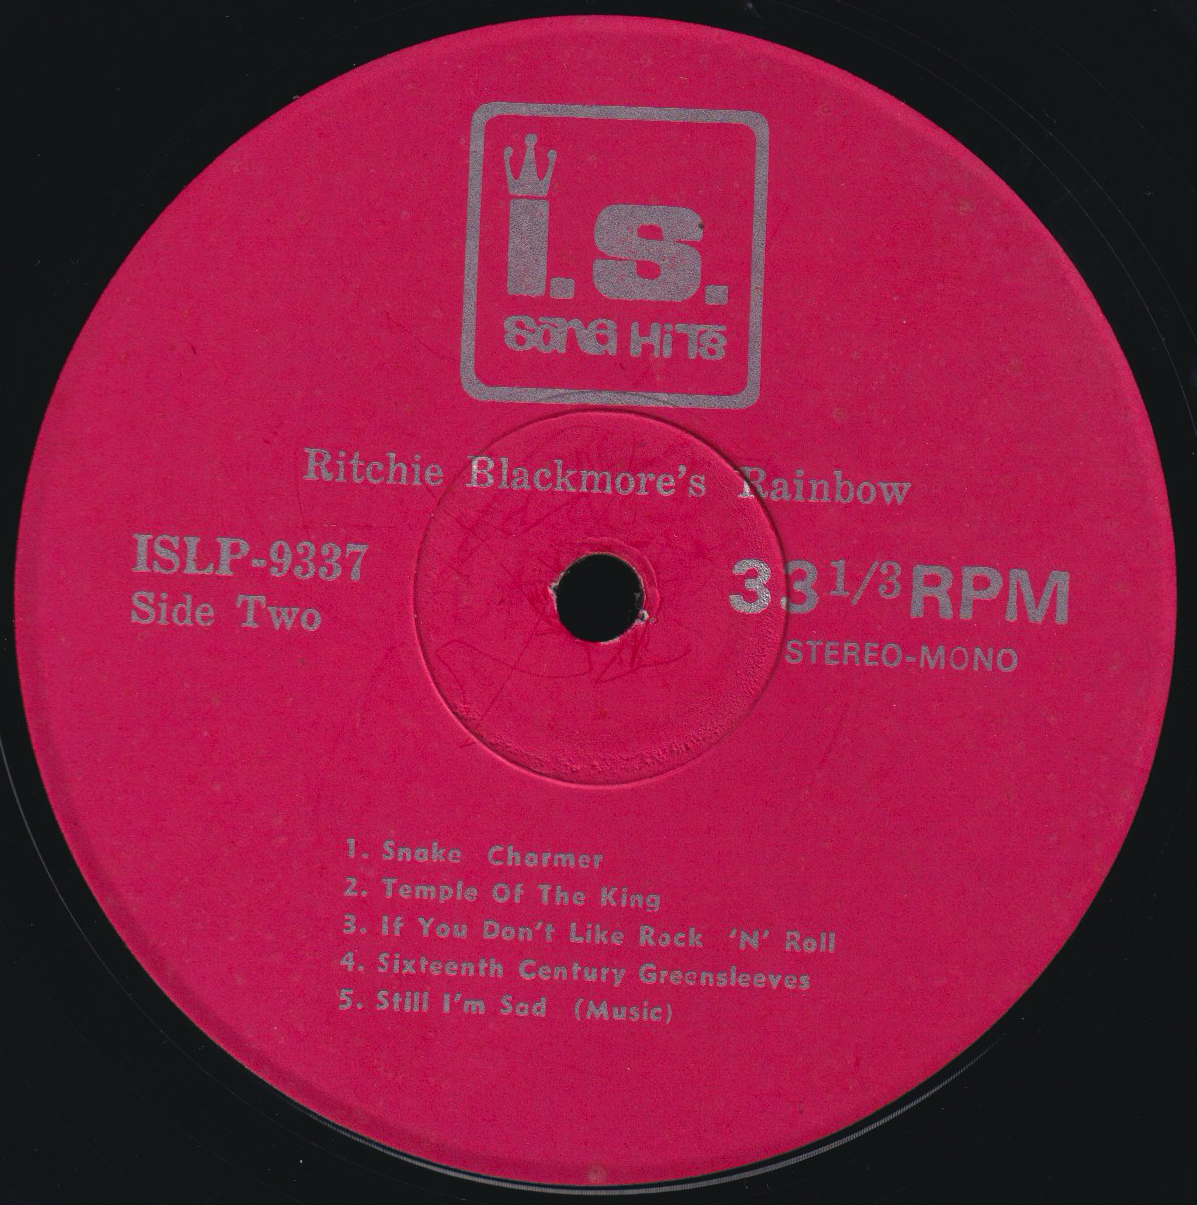 I.S.
Song Hits
Ritchie Blackmore's Rainbow
ISLP-9337
Side Two
33 1/3 RPM
STEREO-MONO
1. Snake Charmer
2. Temple Of The King
3. If You Don't Like Rock 'N' Roll
4. Sixteenth Century Greensleeves
5. Still I'm Sad (Music)